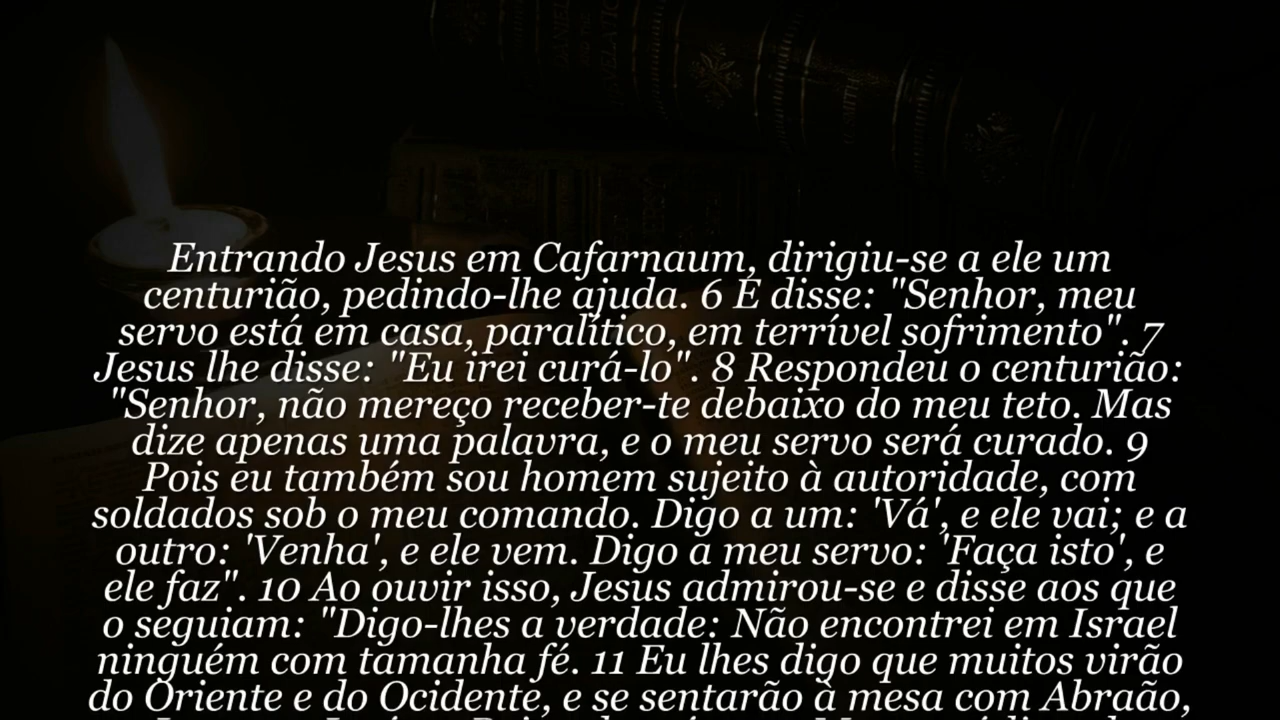 DANIEL
AND THE
REVELATION
SMITH
Entrando Jesus em Cafarnaum, dirigiu-se a ele um
centurião, pedindo-lhe ajuda. 6 E disse: "Senhor, meu
servo está em casa, paralítico, em terrível sofrimento". 7
Jesus lhe disse: "Eu irei curá-lo". 8 Respondeu o centurião:
"Senhor, não mereço receber-te debaixo do meu teto. Mas
dize apenas uma palavra, e o meu servo será curado. 9
Pois eu também sou homem sujeito à autoridade, com
soldados sob o meu comando. Digo a um: 'Vá', e ele vai; e a
outro: 'Venha', e ele vem. Digo a meu servo: 'Faça isto', e
ele faz". 10 Ao ouvir isso, Jesus admirou-se e disse aos que
o seguiam: "Digo-lhes a verdade: Não encontrei em Israel
ninguém com tamanha fé. 11 Eu lhes digo que muitos virão
do Oriente e do Ocidente, e se sentarão à mesa com Abraão,